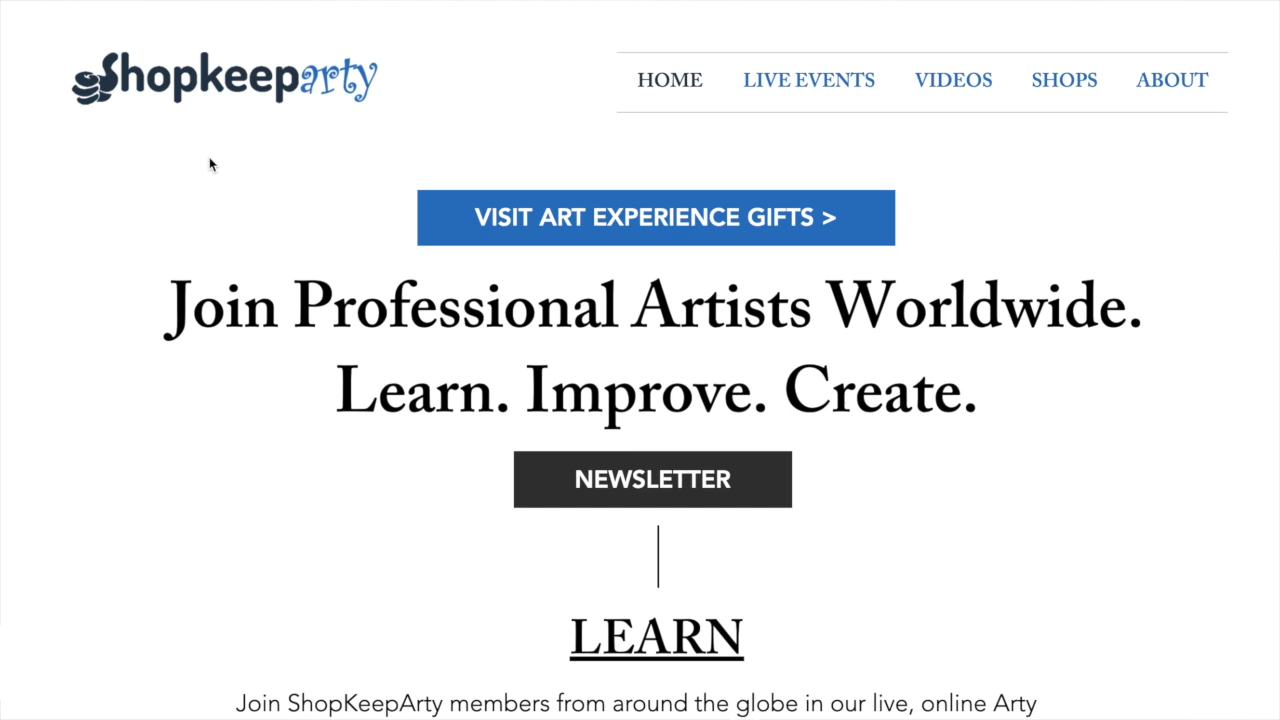 Shopkeeparty
HOME LIVE EVENTS VIDEOS SHOPS ABOUT
VISIT ART EXPERIENCE GIFTS >
Join Professional Artists Worldwide.
Learn. Improve. Create.
NEWSLETTER
LEARN
Join ShopKeepArty members from around the globe in our live, online Arty